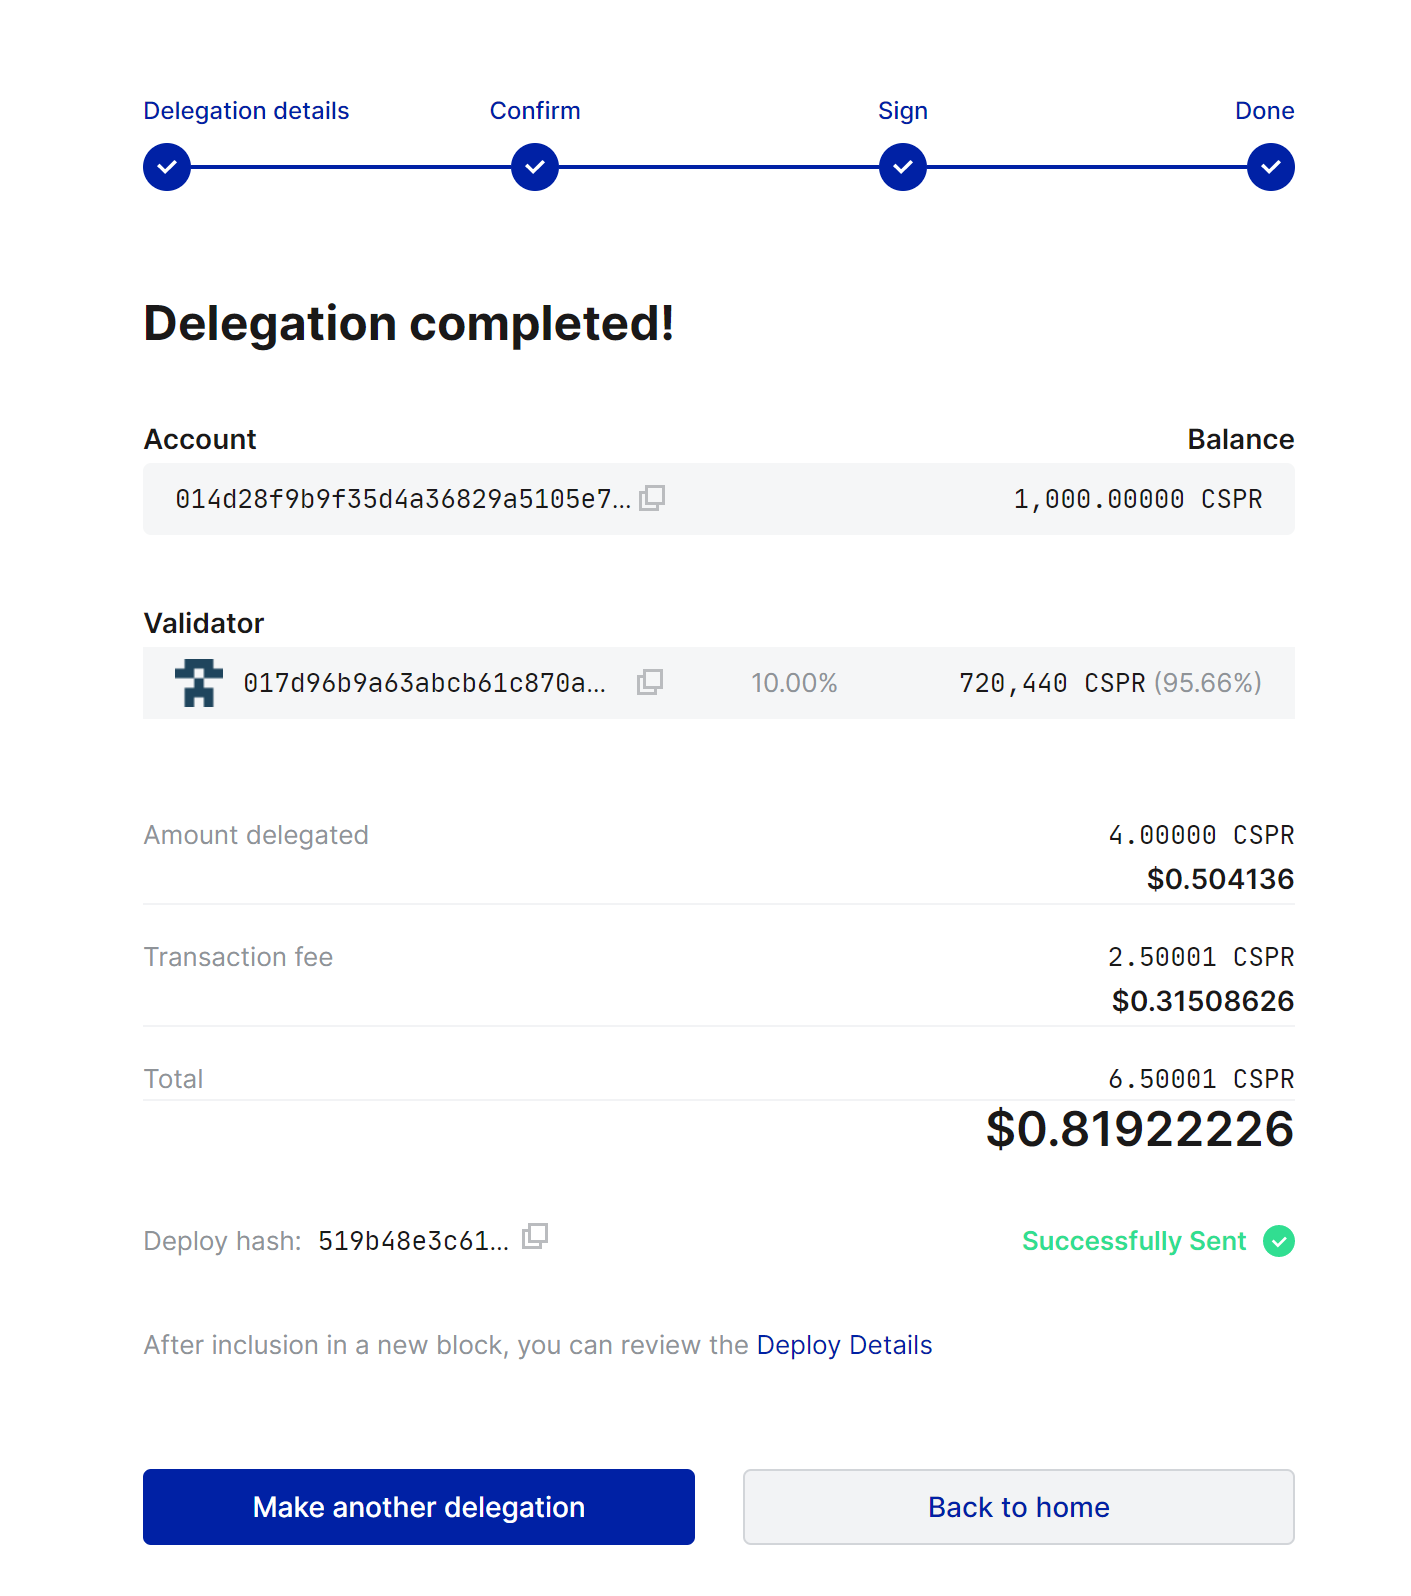 Delegation details Confirm Sign Done
Delegation completed!
Account Balance
014d28f9b9f35d4a36829a5105e7... 1,000.00000 CSPR
Validator
017d96b9a63abcb61c870a... 10.00% 720,440 CSPR (95.66%)
Amount delegated 4.00000 CSPR
$0.504136
Transaction fee 2.50001 CSPR
$0.31508626
Total 6.50001 CSPR
$0.81922226
Deploy hash: 519b48e3c61... Successfully Sent
After inclusion in a new block, you can review the Deploy Details
Make another delegation Back to home